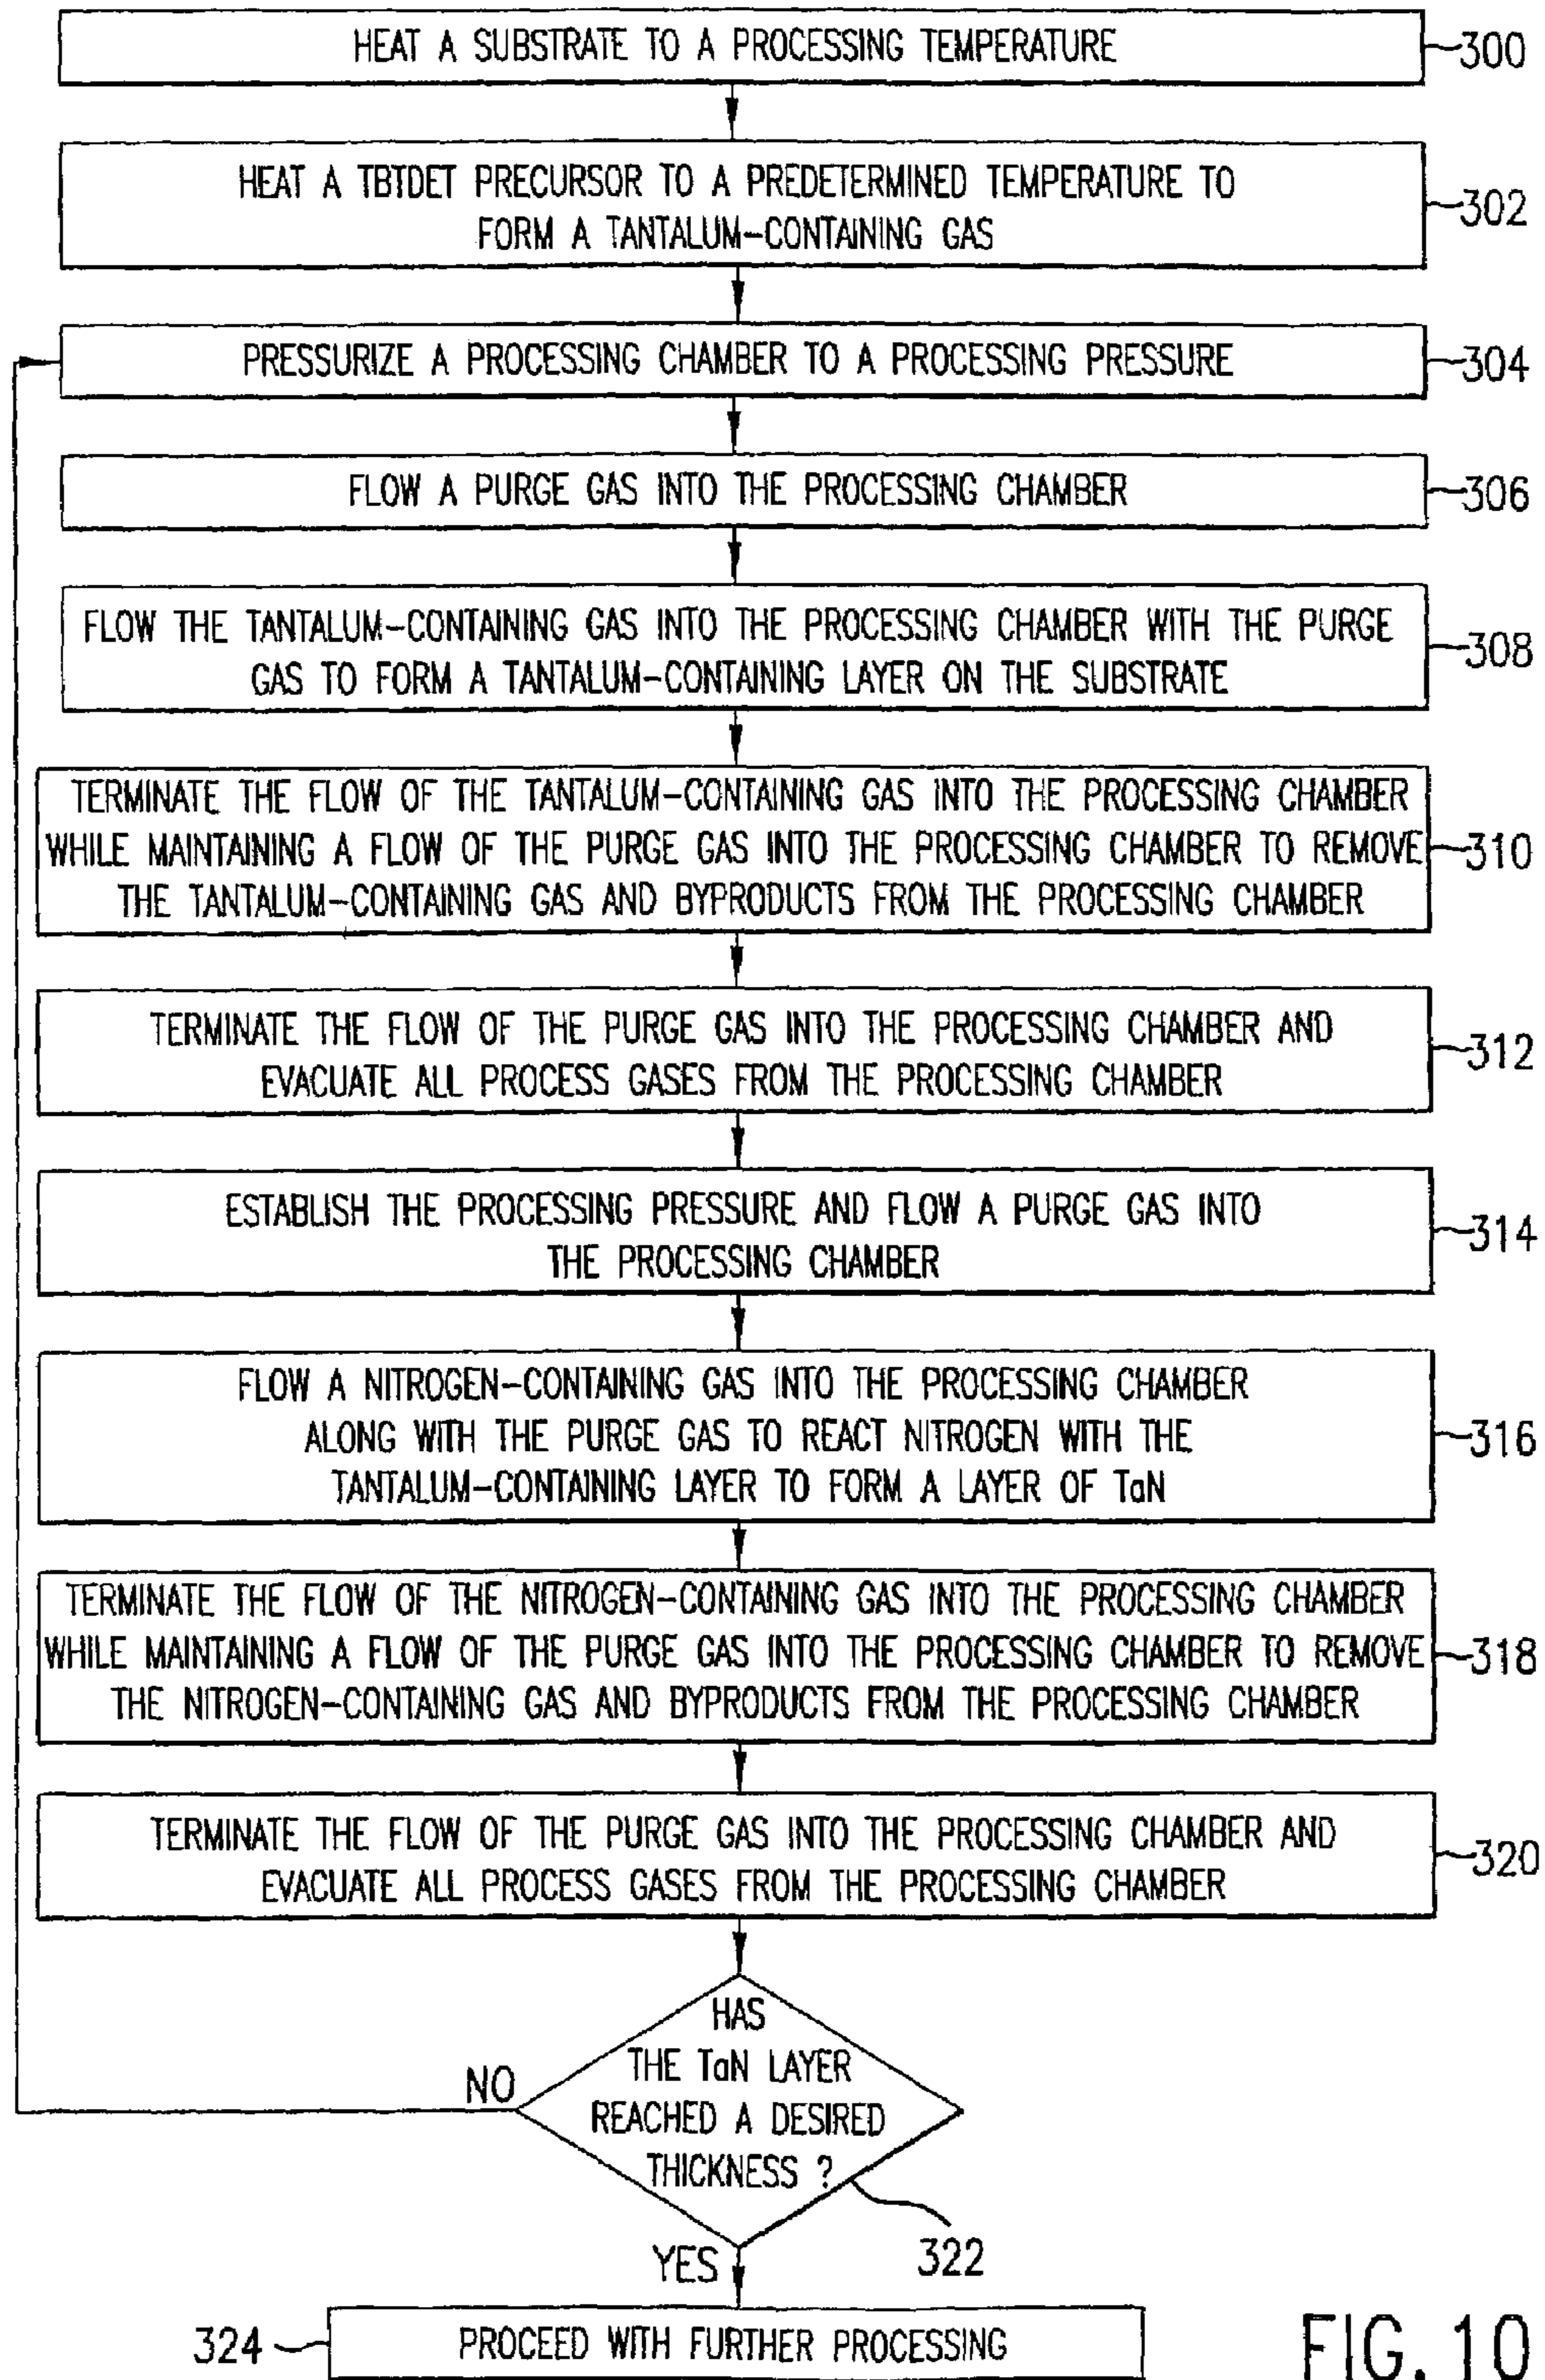 HEAT A SUBSTRATE TO A PROCESSING TEMPERATURE
300
HEAT A TBTDET PRECURSOR TO A PREDETERMINED TEMPERATURE TO
FORM A TANTALUM-CONTAINING GAS
302
PRESSURIZE A PROCESSING CHAMBER TO A PROCESSING PRESSURE
304
FLOW A PURGE GAS INTO THE PROCESSING CHAMBER
306
FLOW THE TANTALUM-CONTAINING GAS INTO THE PROCESSING CHAMBER WITH THE PURGE
GAS TO FORM A TANTALUM-CONTAINING LAYER ON THE SUBSTRATE
308
TERMINATE THE FLOW OF THE TANTALUM-CONTAINING GAS INTO THE PROCESSING CHAMBER
WHILE MAINTAINING A FLOW OF THE PURGE GAS INTO THE PROCESSING CHAMBER TO REMOVE
THE TANTALUM-CONTAINING GAS AND BYPRODUCTS FROM THE PROCESSING CHAMBER
310
TERMINATE THE FLOW OF THE PURGE GAS INTO THE PROCESSING CHAMBER AND
EVACUATE ALL PROCESS GASES FROM THE PROCESSING CHAMBER
312
ESTABLISH THE PROCESSING PRESSURE AND FLOW A PURGE GAS INTO
THE PROCESSING CHAMBER
314
FLOW A NITROGEN-CONTAINING GAS INTO THE PROCESSING CHAMBER
ALONG WITH THE PURGE GAS TO REACT NITROGEN WITH THE
TANTALUM-CONTAINING LAYER TO FORM A LAYER OF TaN
316
TERMINATE THE FLOW OF THE NITROGEN-CONTAINING GAS INTO THE PROCESSING CHAMBER
WHILE MAINTAINING A FLOW OF THE PURGE GAS INTO THE PROCESSING CHAMBER TO REMOVE
THE NITROGEN-CONTAINING GAS AND BYPRODUCTS FROM THE PROCESSING CHAMBER
318
TERMINATE THE FLOW OF THE PURGE GAS INTO THE PROCESSING CHAMBER AND
EVACUATE ALL PROCESS GASES FROM THE PROCESSING CHAMBER
320
HAS
THE TaN LAYER
REACHED A DESIRED
THICKNESS ?
NO
322
YES
324
PROCEED WITH FURTHER PROCESSING
FIG. 10